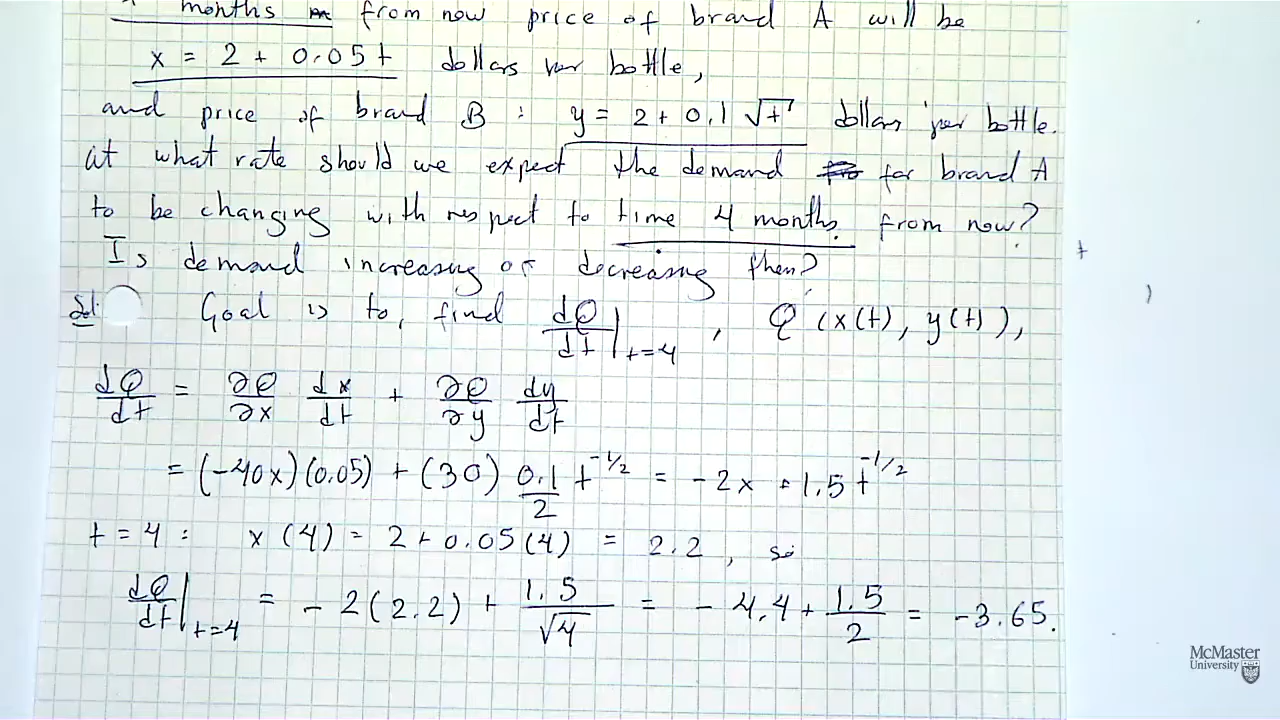 months from now price of brand A will be
x = 2 + 0.05t dollars per bottle,
and price of brand B : y = 2 + 0.1 √t dollars per bottle.
at what rate should we expect the demand for brand A
to be changing with respect to time 4 months from now?
Is demand increasing or decreasing then?
Sol: Goal is to, find dQ/dt|t=4 , Q (x(t), y(t)),
dQ/dt = ∂Q/∂x dx/dt + ∂Q/∂y dy/dt
= (-40x)(0.05) + (30) 0.1/2 t^-1/2 = -2x + 1.5 t^-1/2
t = 4 : x(4) = 2 + 0.05(4) = 2.2 , so
dQ/dt|t=4 = - 2(2.2) + 1.5/√4 = - 4.4 + 1.5/2 = -3.65.
McMaster
University